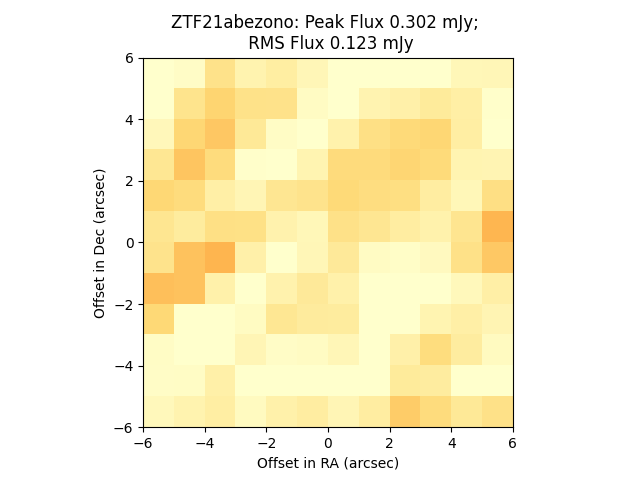 ZTF21abezono: Peak Flux 0.302 mJy;
RMS Flux 0.123 mJy
6
4
2
0
−2
−4
−6
Offset in Dec (arcsec)
−6 −4 −2 0 2 4 6
Offset in RA (arcsec)